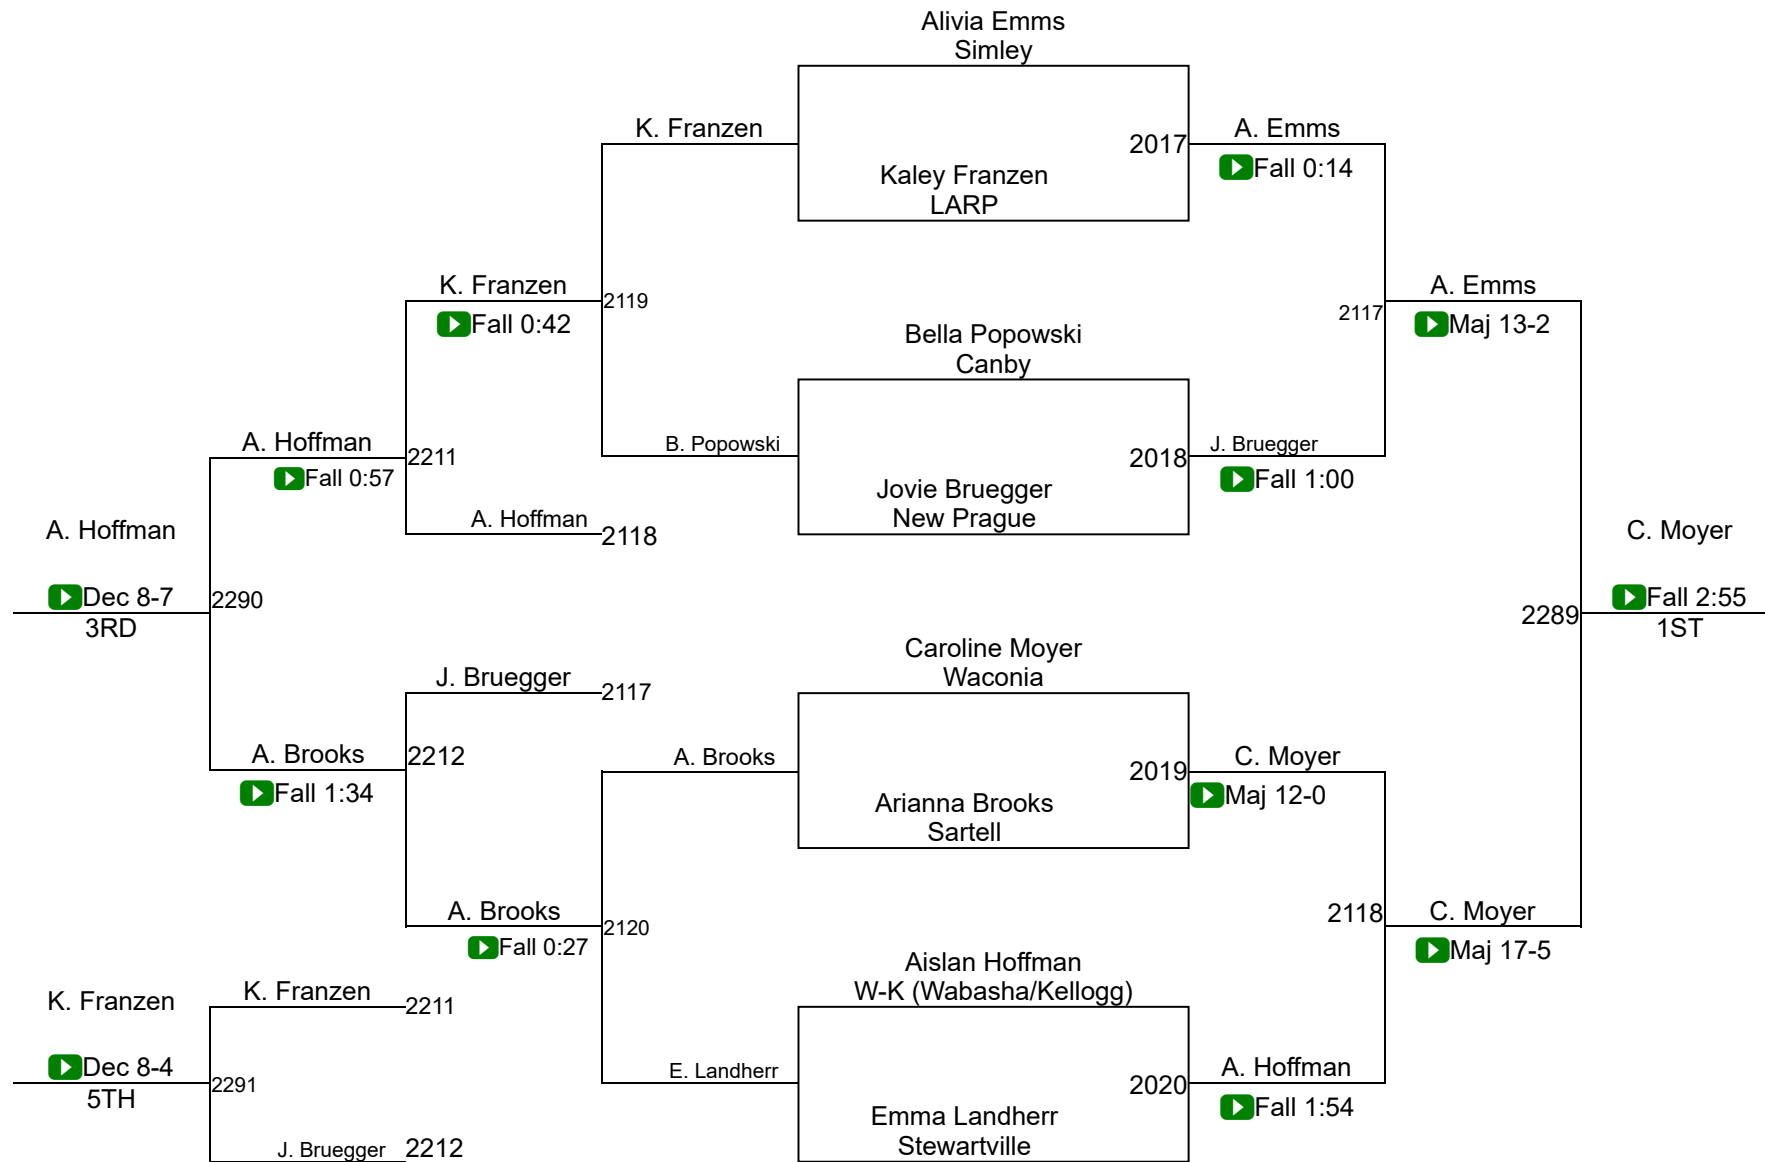 Alivia Emms
Simley
K. Franzen
2017
A. Emms
Fall 0:14
Kaley Franzen
LARP
K. Franzen
2119
Fall 0:42
2117
A. Emms
Maj 13-2
Bella Popowski
Canby
A. Hoffman
2211
Fall 0:57
B. Popowski
2018
J. Bruegger
Fall 1:00
Jovie Bruegger
New Prague
A. Hoffman
2118
A. Hoffman
Dec 8-7
3RD
2290
C. Moyer
2289
Fall 2:55
1ST
Caroline Moyer
Waconia
J. Bruegger
2117
A. Brooks
2212
Fall 1:34
A. Brooks
2019
C. Moyer
Maj 12-0
Arianna Brooks
Sartell
A. Brooks
2120
Fall 0:27
2118
C. Moyer
Maj 17-5
Aislan Hoffman
W-K (Wabasha/Kellogg)
K. Franzen
K. Franzen
2211
Dec 8-4
5TH
2291
E. Landherr
2020
A. Hoffman
Fall 1:54
Emma Landherr
Stewartville
J. Bruegger
2212